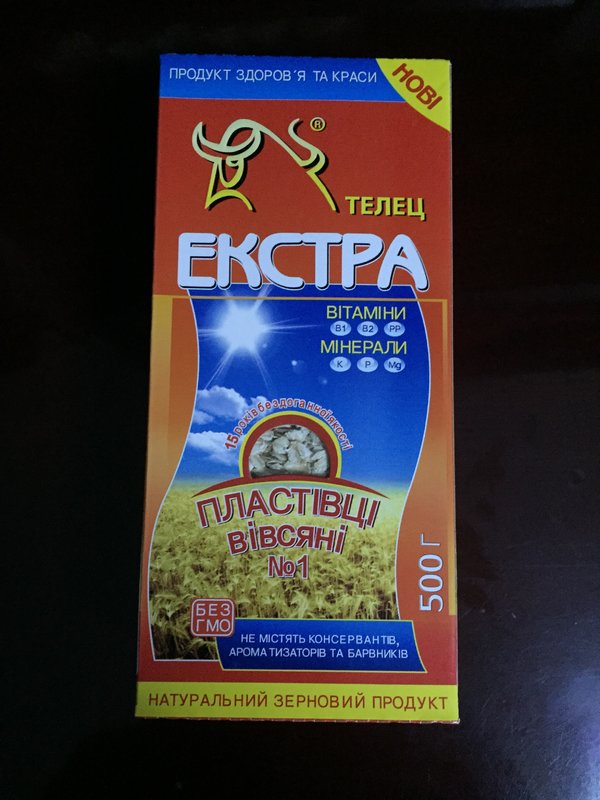 ПРОДУКТ ЗДОРОВ'Я ТА КРАСИ
НОВІ
®
ТЕЛЕЦ
ЕКСТРА
ВІТАМІНИ
B1 B2 PP
МІНЕРАЛИ
K P Mg
15 років бездоганної якості
ПЛАСТІВЦІ
ВІВСЯНІ
№1
500 Г
БЕЗ
ГМО
НЕ МІСТЯТЬ КОНСЕРВАНТІВ,
АРОМАТИЗАТОРІВ ТА БАРВНИКІВ
НАТУРАЛЬНИЙ ЗЕРНОВИЙ ПРОДУКТ